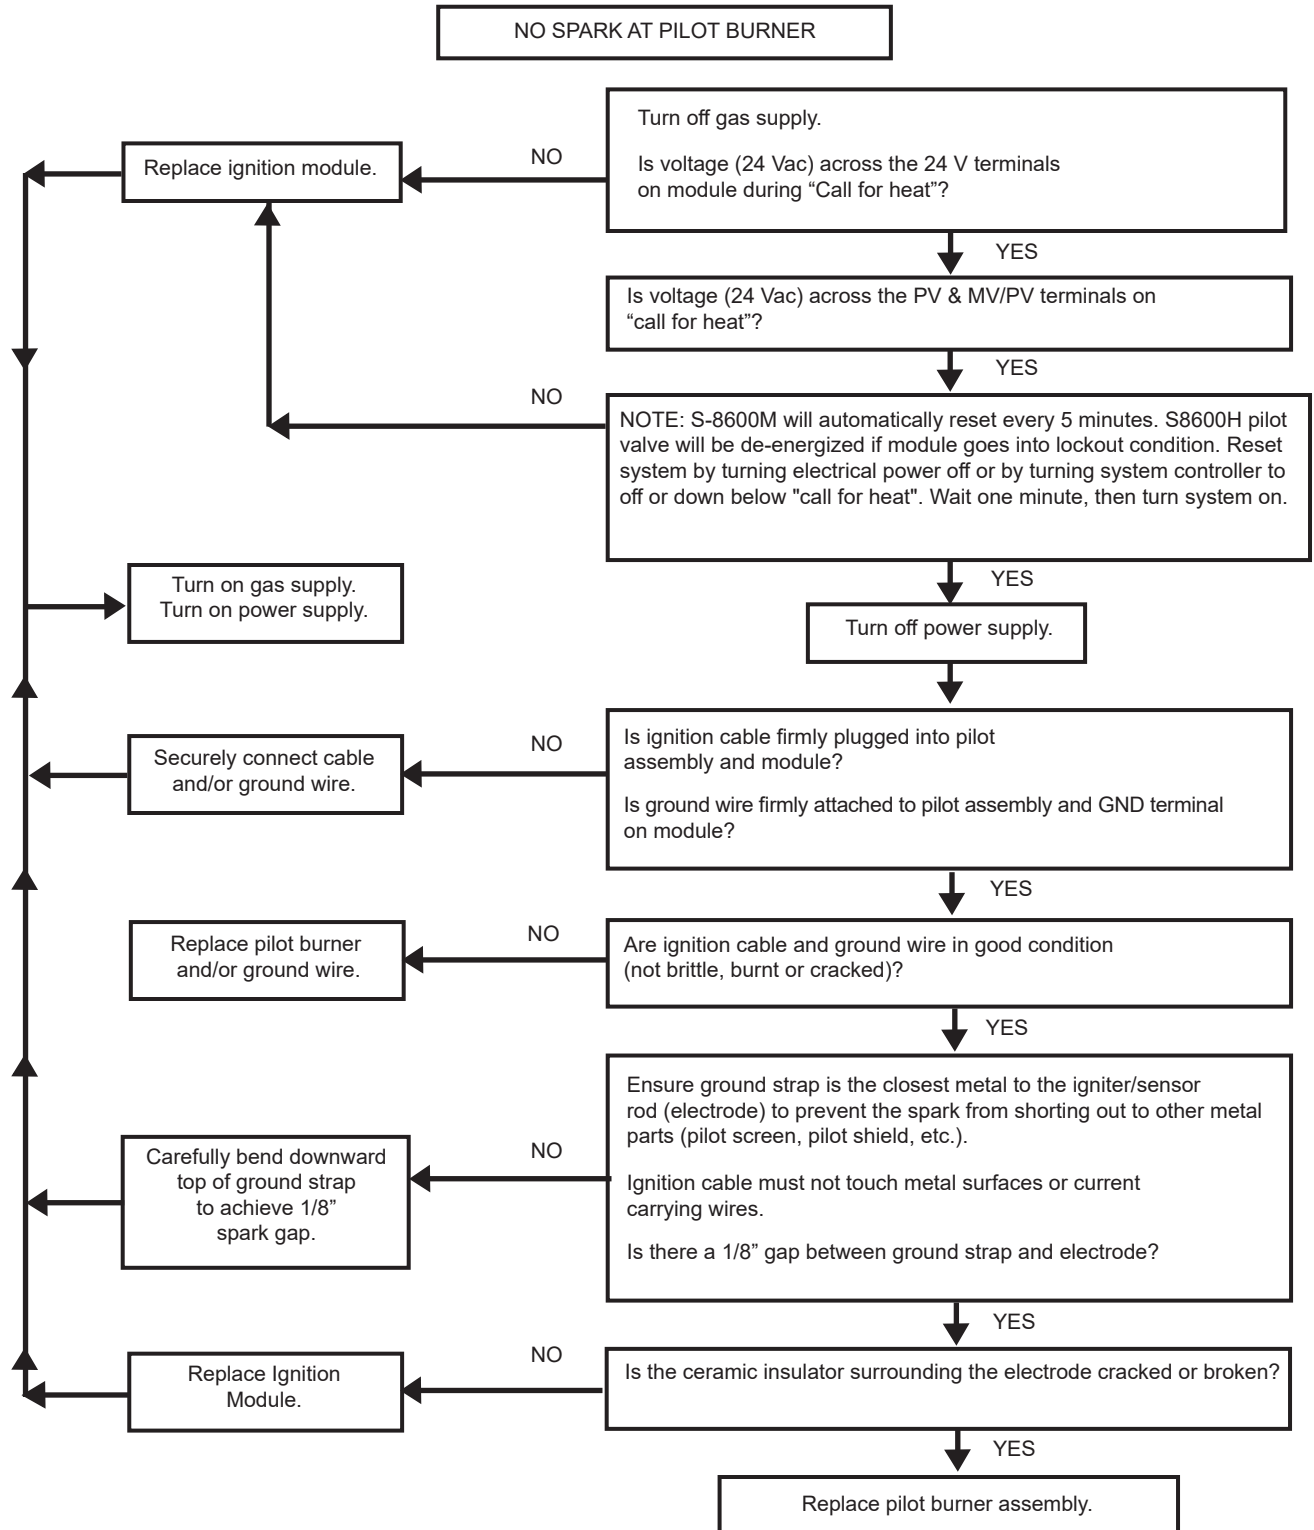 NO SPARK AT PILOT BURNER
Turn off gas supply.
Is voltage (24 Vac) across the 24 V terminals
on module during “Call for heat”?
NO
Replace ignition module.
YES
Is voltage (24 Vac) across the PV & MV/PV terminals on
“call for heat”?
YES
NO
NOTE: S-8600M will automatically reset every 5 minutes. S8600H pilot
valve will be de-energized if module goes into lockout condition. Reset
system by turning electrical power off or by turning system controller to
off or down below "call for heat". Wait one minute, then turn system on.
Turn on gas supply.
Turn on power supply.
YES
Turn off power supply.
Is ignition cable firmly plugged into pilot
assembly and module?
Is ground wire firmly attached to pilot assembly and GND terminal
on module?
NO
Securely connect cable
and/or ground wire.
YES
Are ignition cable and ground wire in good condition
(not brittle, burnt or cracked)?
NO
Replace pilot burner
and/or ground wire.
YES
Ensure ground strap is the closest metal to the igniter/sensor
rod (electrode) to prevent the spark from shorting out to other metal
parts (pilot screen, pilot shield, etc.).
Ignition cable must not touch metal surfaces or current
carrying wires.
Is there a 1/8” gap between ground strap and electrode?
NO
Carefully bend downward
top of ground strap
to achieve 1/8”
spark gap.
YES
Is the ceramic insulator surrounding the electrode cracked or broken?
NO
Replace Ignition
Module.
YES
Replace pilot burner assembly.